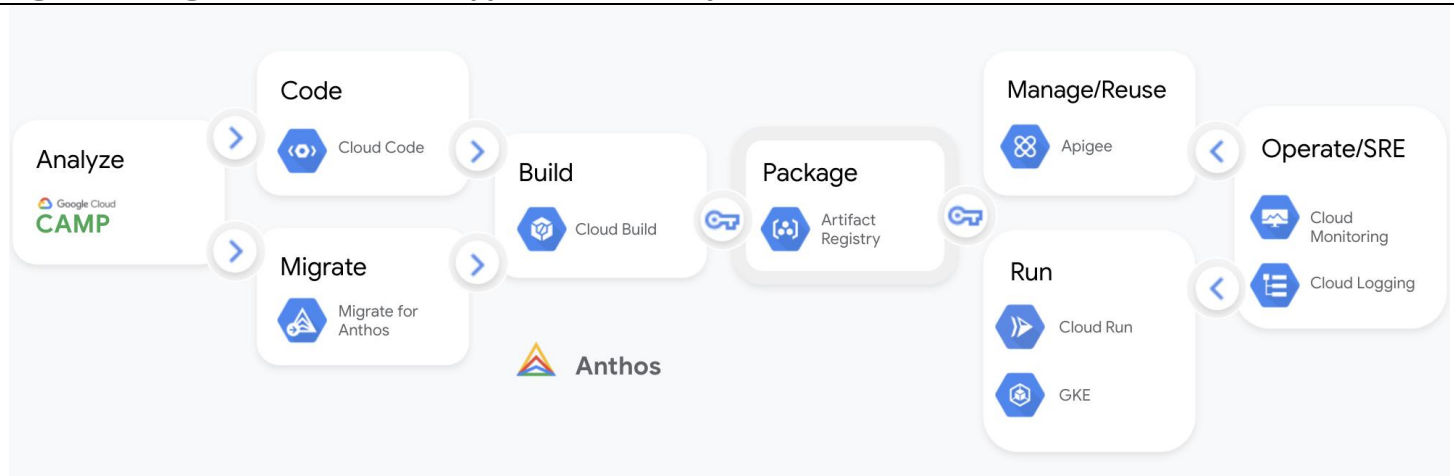 Analyze
Google Cloud
CAMP
Code
Cloud Code
Migrate
Migrate for
Anthos
Build
Cloud Build
Anthos
Package
Artifact
Registry
Manage/Reuse
Apigee
Run
Cloud Run
GKE
Operate/SRE
Cloud
Monitoring
Cloud Logging